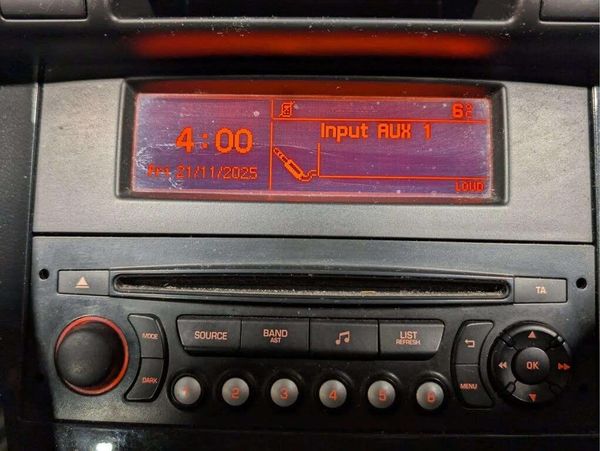 6°C
Input AUX 1
4:00
Fri 21/11/2025
LOUD
TA
MODE
SOURCE
BAND
AST
LIST
REFRESH
DARK
MENU
OK
1 2 3 4 5 6